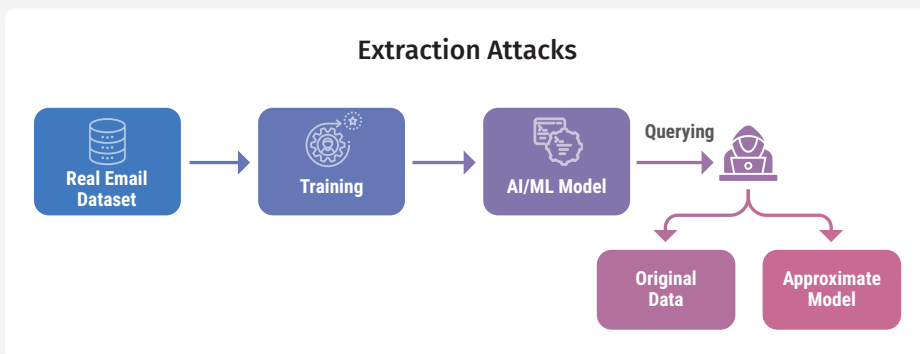 Extraction Attacks
Real Email
Dataset
Training
AI/ML Model
Querying
Original
Data
Approximate
Model